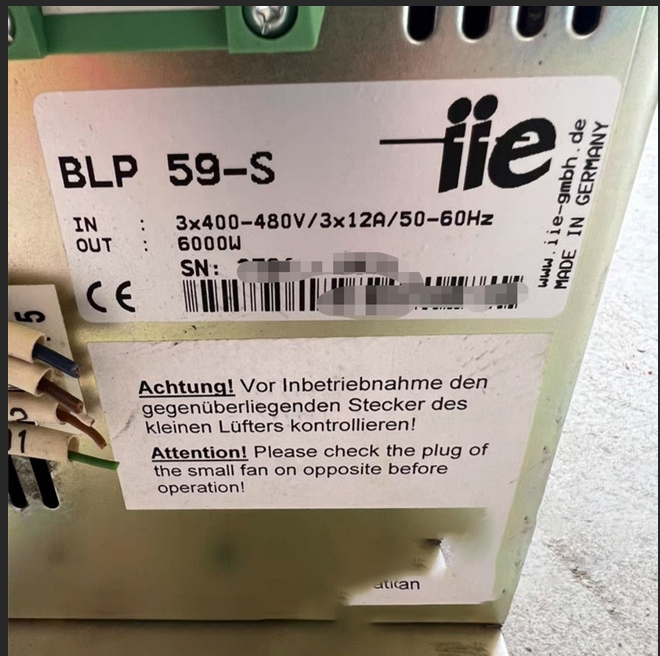 iie
BLP 59-S
IN : 3x400-480V/3x12A/50-60Hz
OUT : 6000W
SN:
CE
www.iie-gmbh.de
MADE IN GERMANY
5
1
Achtung! Vor Inbetriebnahme den
gegenüberliegenden Stecker des
kleinen Lüfters kontrollieren!
Attention! Please check the plug of
the small fan on opposite before
operation!